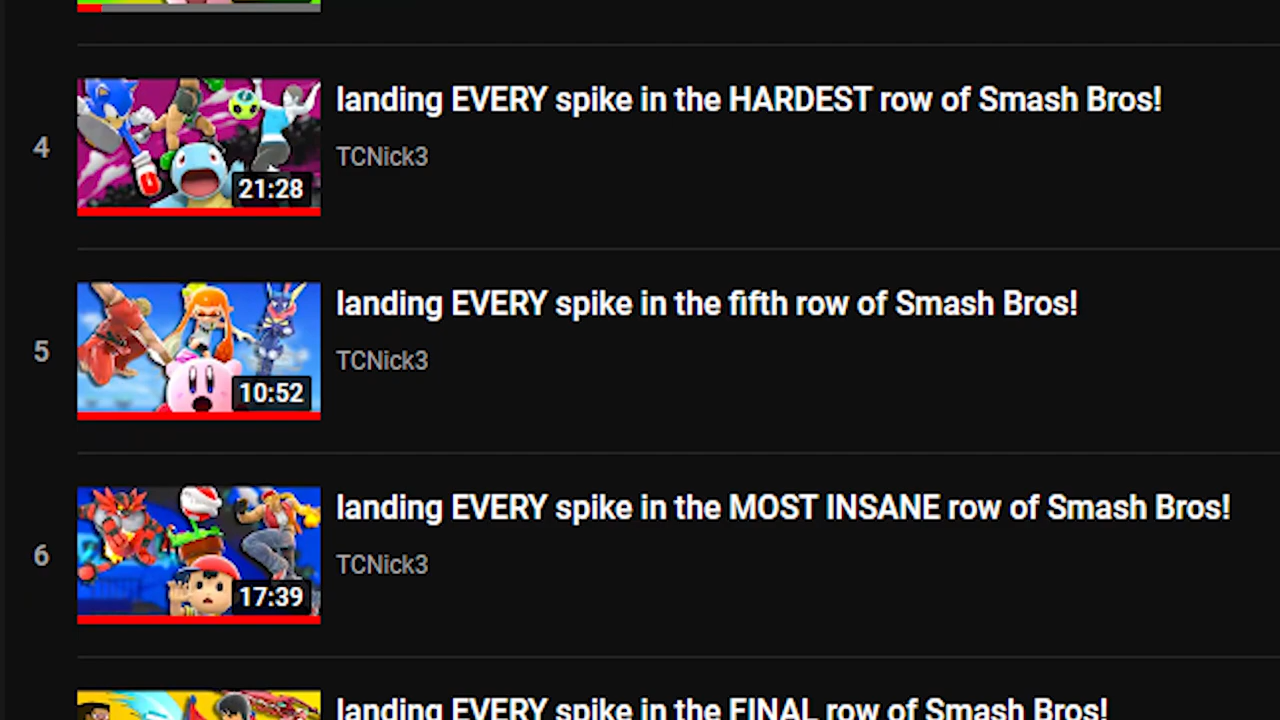 4
landing EVERY spike in the HARDEST row of Smash Bros!
TCNick3
21:28
5
landing EVERY spike in the fifth row of Smash Bros!
TCNick3
10:52
6
landing EVERY spike in the MOST INSANE row of Smash Bros!
TCNick3
17:39
landing EVERY spike in the FINAL row of Smash Bros!